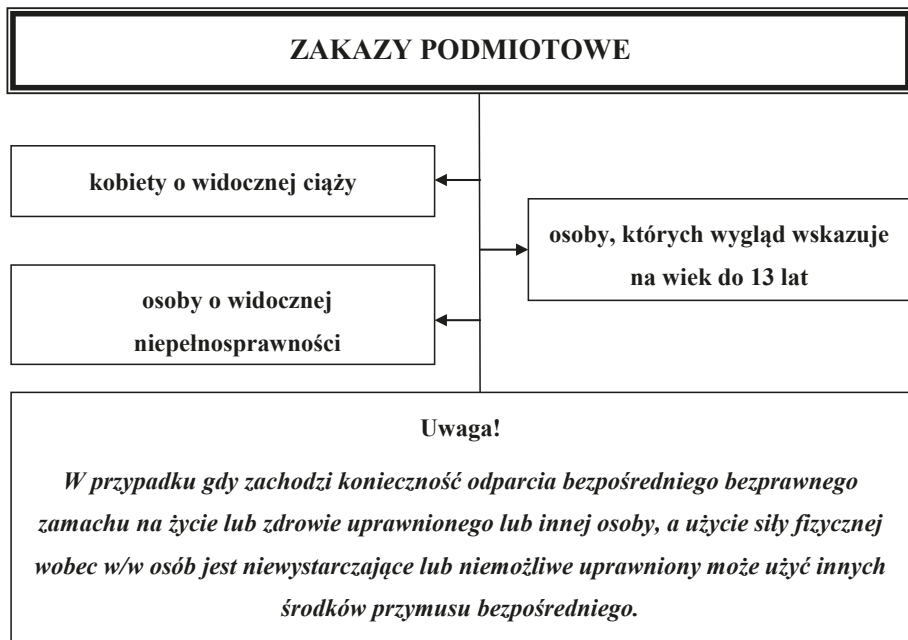 ZAKAZY PODMIOTOWE
kobiety o widocznej ciąży
osoby, których wygląd wskazuje
na wiek do 13 lat
osoby o widocznej
niepełnosprawności
Uwaga!
W przypadku gdy zachodzi konieczność odparcia bezpośredniego bezprawnego
zamachu na życie lub zdrowie uprawnionego lub innej osoby, a użycie siły fizycznej
wobec w/w osób jest niewystarczające lub niemożliwe uprawniony może użyć innych
środków przymusu bezpośredniego.